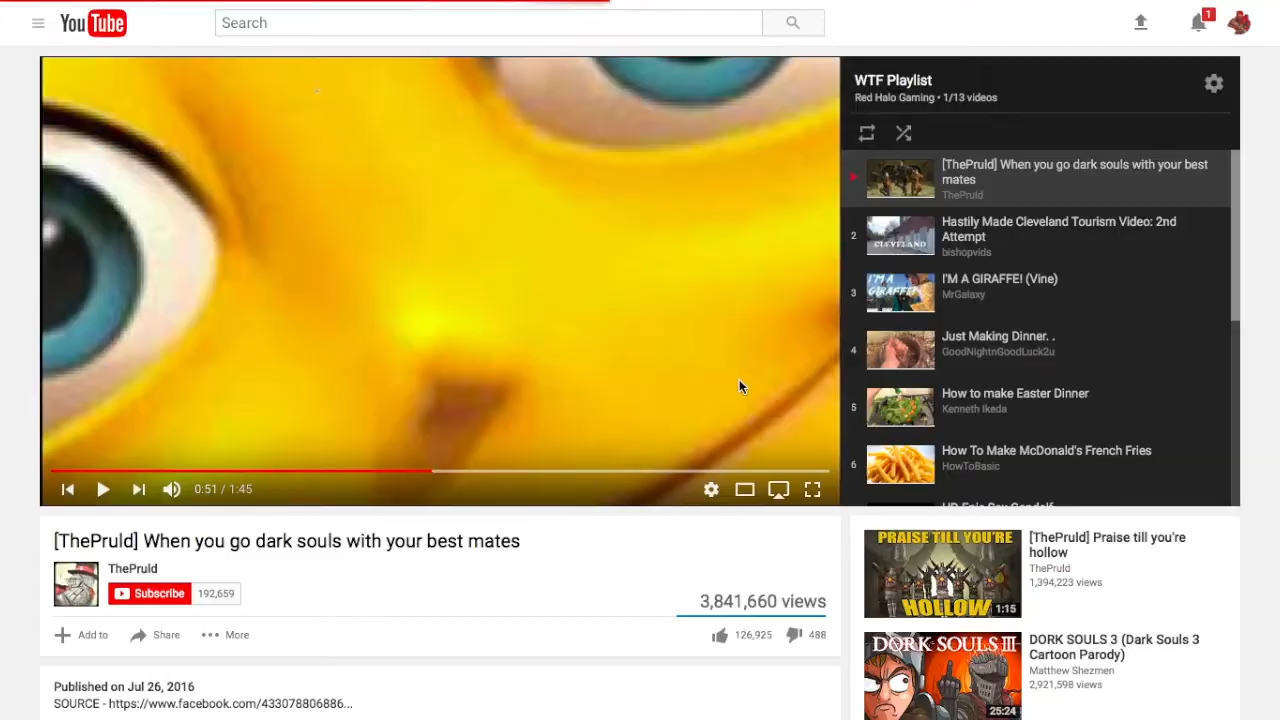 YouTube
Search
1
WTF Playlist
Red Halo Gaming • 1/13 videos
[ThePruld] When you go dark souls with your best
mates
ThePruld
2
CLEVELAND
Hastily Made Cleveland Tourism Video: 2nd
Attempt
bishopvids
3
I'M A
GIRAFFE!
I'M A GIRAFFE! (Vine)
MrGalaxy
4
Just Making Dinner. .
GoodNightnGoodLuck2u
5
How to make Easter Dinner
Kenneth Ikeda
6
How To Make McDonald's French Fries
HowToBasic
0:51 / 1:45
[ThePruld] When you go dark souls with your best mates
ThePruld
Subscribe 192,659
3,841,660 views
Add to Share More
126,925 488
Published on Jul 26, 2016
SOURCE - https://www.facebook.com/433078806886...
PRAISE TILL YOU'RE
HOLLOW
1:15
[ThePruld] Praise till you're
hollow
ThePruld
1,394,223 views
DORK SOULS III
25:24
DORK SOULS 3 (Dark Souls 3
Cartoon Parody)
Matthew Shezmen
2,921,598 views